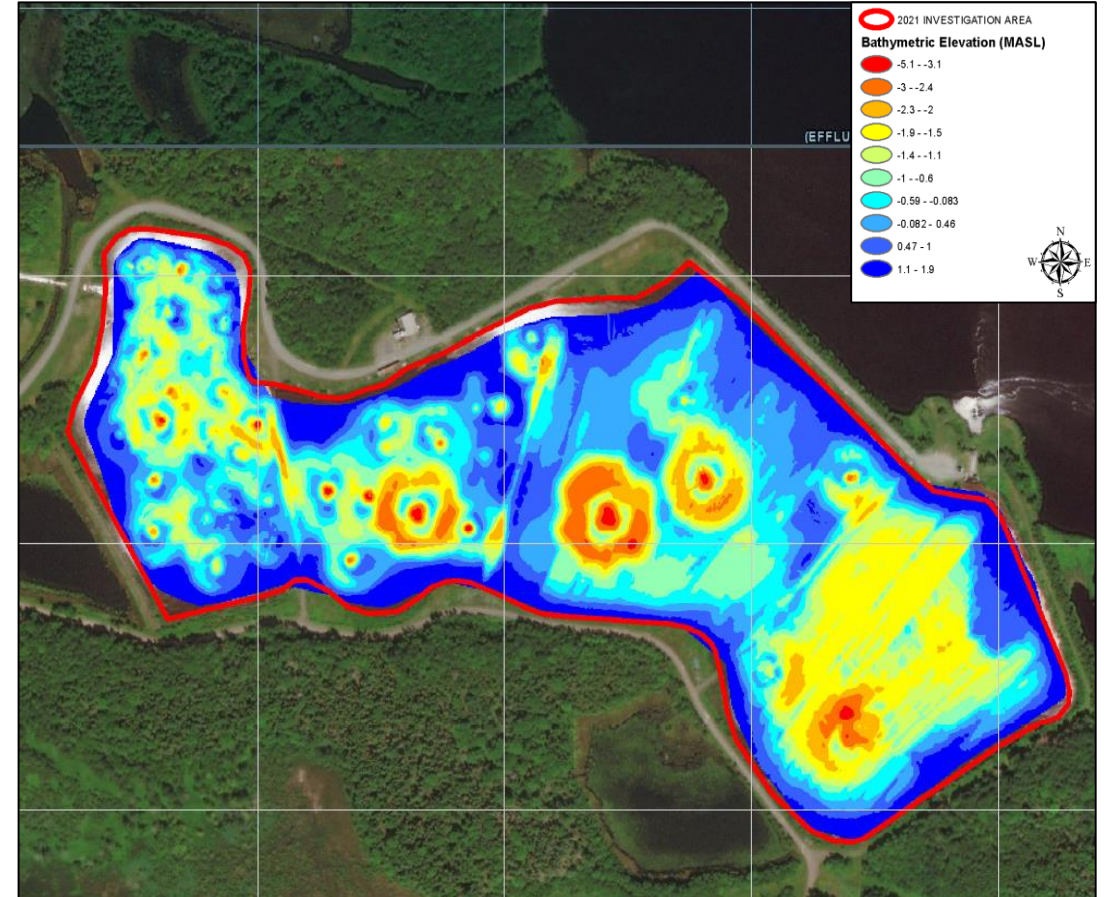 2021 INVESTIGATION AREA
Bathymetric Elevation (MASL)
-5.1 - -3.1
-3 - -2.4
-2.3 - -2
-1.9 - -1.5
-1.4 - -1.1
-1 - -0.6
-0.59 - -0.083
-0.082 - 0.46
0.47 - 1
1.1 - 1.9
N
W E
S
(EFFLU